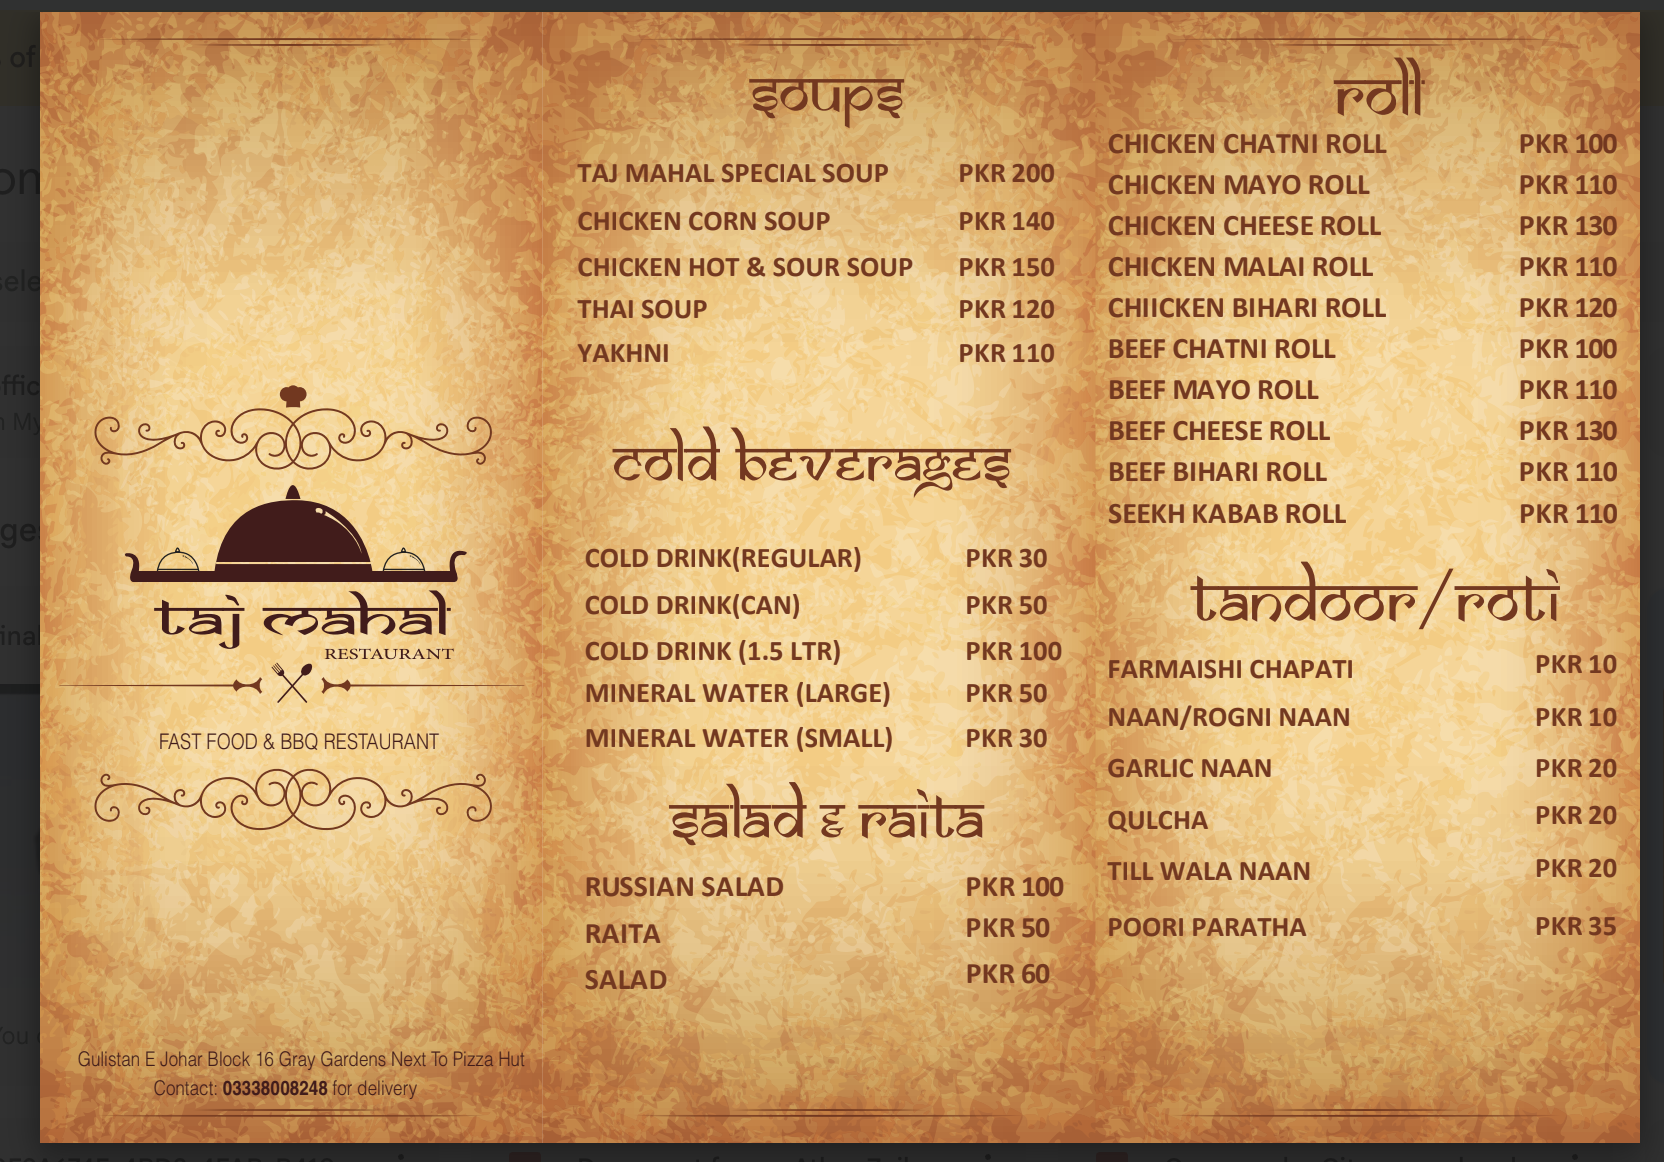 taj mahal
RESTAURANT
FAST FOOD & BBQ RESTAURANT
Gulistan E Johar Block 16 Gray Gardens Next To Pizza Hut
Contact: 03338008248 for delivery
soups
TAJ MAHAL SPECIAL SOUP PKR 200
CHICKEN CORN SOUP PKR 140
CHICKEN HOT & SOUR SOUP PKR 150
THAI SOUP PKR 120
YAKHNI PKR 110
cold beverages
COLD DRINK(REGULAR) PKR 30
COLD DRINK(CAN) PKR 50
COLD DRINK (1.5 LTR) PKR 100
MINERAL WATER (LARGE) PKR 50
MINERAL WATER (SMALL) PKR 30
salad & raita
RUSSIAN SALAD PKR 100
RAITA PKR 50
SALAD PKR 60
roll
CHICKEN CHATNI ROLL PKR 100
CHICKEN MAYO ROLL PKR 110
CHICKEN CHEESE ROLL PKR 130
CHICKEN MALAI ROLL PKR 110
CHIICKEN BIHARI ROLL PKR 120
BEEF CHATNI ROLL PKR 100
BEEF MAYO ROLL PKR 110
BEEF CHEESE ROLL PKR 130
BEEF BIHARI ROLL PKR 110
SEEKH KABAB ROLL PKR 110
tandoor/roti
FARMAISHI CHAPATI PKR 10
NAAN/ROGNI NAAN PKR 10
GARLIC NAAN PKR 20
QULCHA PKR 20
TILL WALA NAAN PKR 20
POORI PARATHA PKR 35